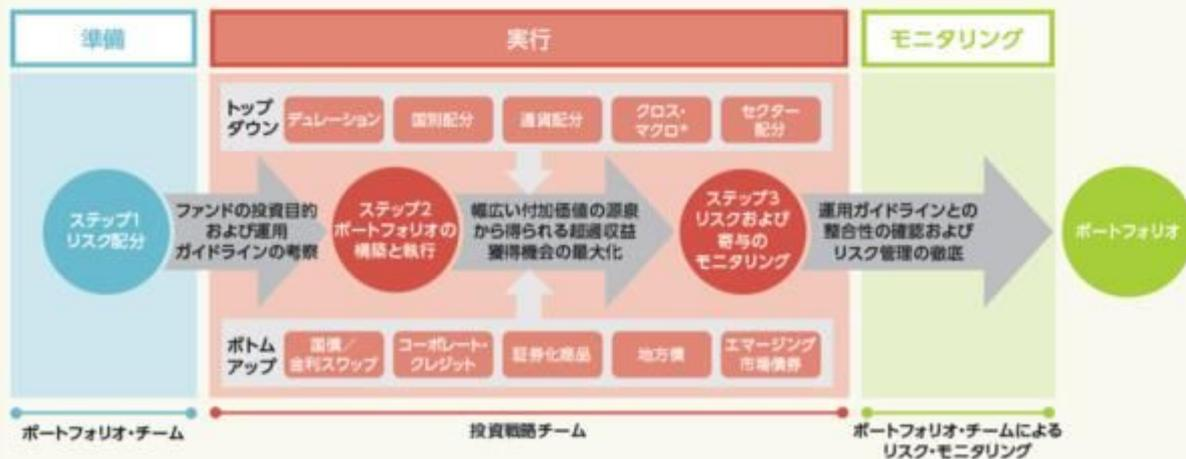 準備
実行
モニタリング
トップ
ダウン
デュレーション
国別配分
通貨配分
クロス・
マクロ*
セクター
配分
ステップ1
リスク配分
ファンドの投資目的
および運用
ガイドラインの考察
ステップ2
ポートフォリオの
構築と執行
幅広い付加価値の源泉
から得られる超過収益
獲得機会の最大化
ステップ3
リスクおよび
寄与の
モニタリング
運用ガイドラインとの
整合性の確認および
リスク管理の徹底
ポートフォリオ
ボトム
アップ
国債/
金利スワップ
コーポレート・
クレジット
証券化商品
地方債
エマージング
市場債券
ポートフォリオ・チーム
投資戦略チーム
ポートフォリオ・チームによる
リスク・モニタリング